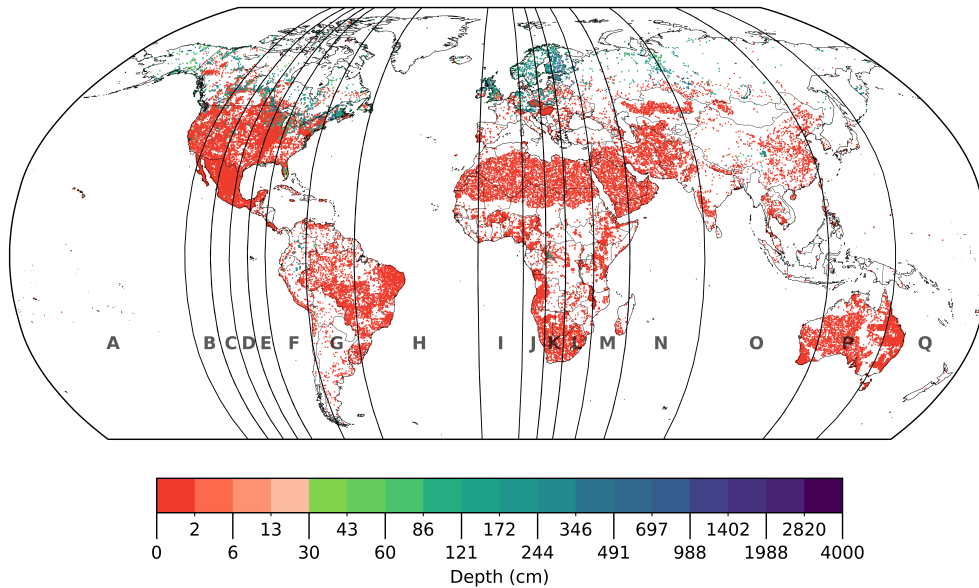 A B C D E F G H I J K L M N O P Q
2 13 43 86 172 346 697 1402 2820
0 6 30 60 121 244 491 988 1988 4000
Depth (cm)